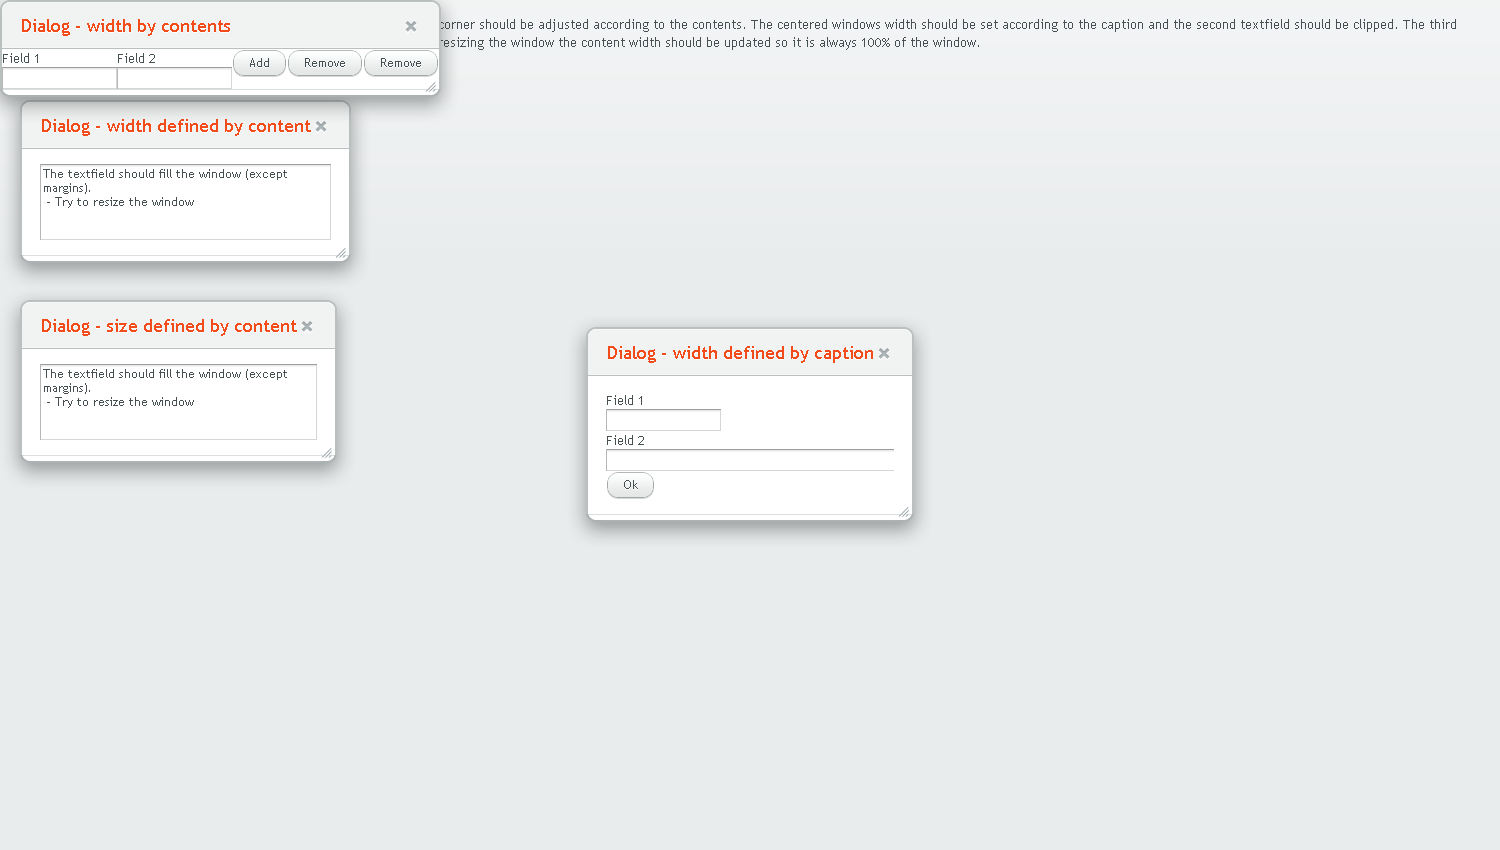 Dialog - width by contents
corner should be adjusted according to the contents. The centered windows width should be set according to the caption and the second textfield should be clipped. The third
resizing the window the content width should be updated so it is always 100% of the window.
Field 1 Field 2 Add Remove Remove
Dialog - width defined by content
The textfield should fill the window (except
margins).
- Try to resize the window
Dialog - size defined by content
The textfield should fill the window (except
margins).
- Try to resize the window
Dialog - width defined by caption
Field 1
Field 2
Ok